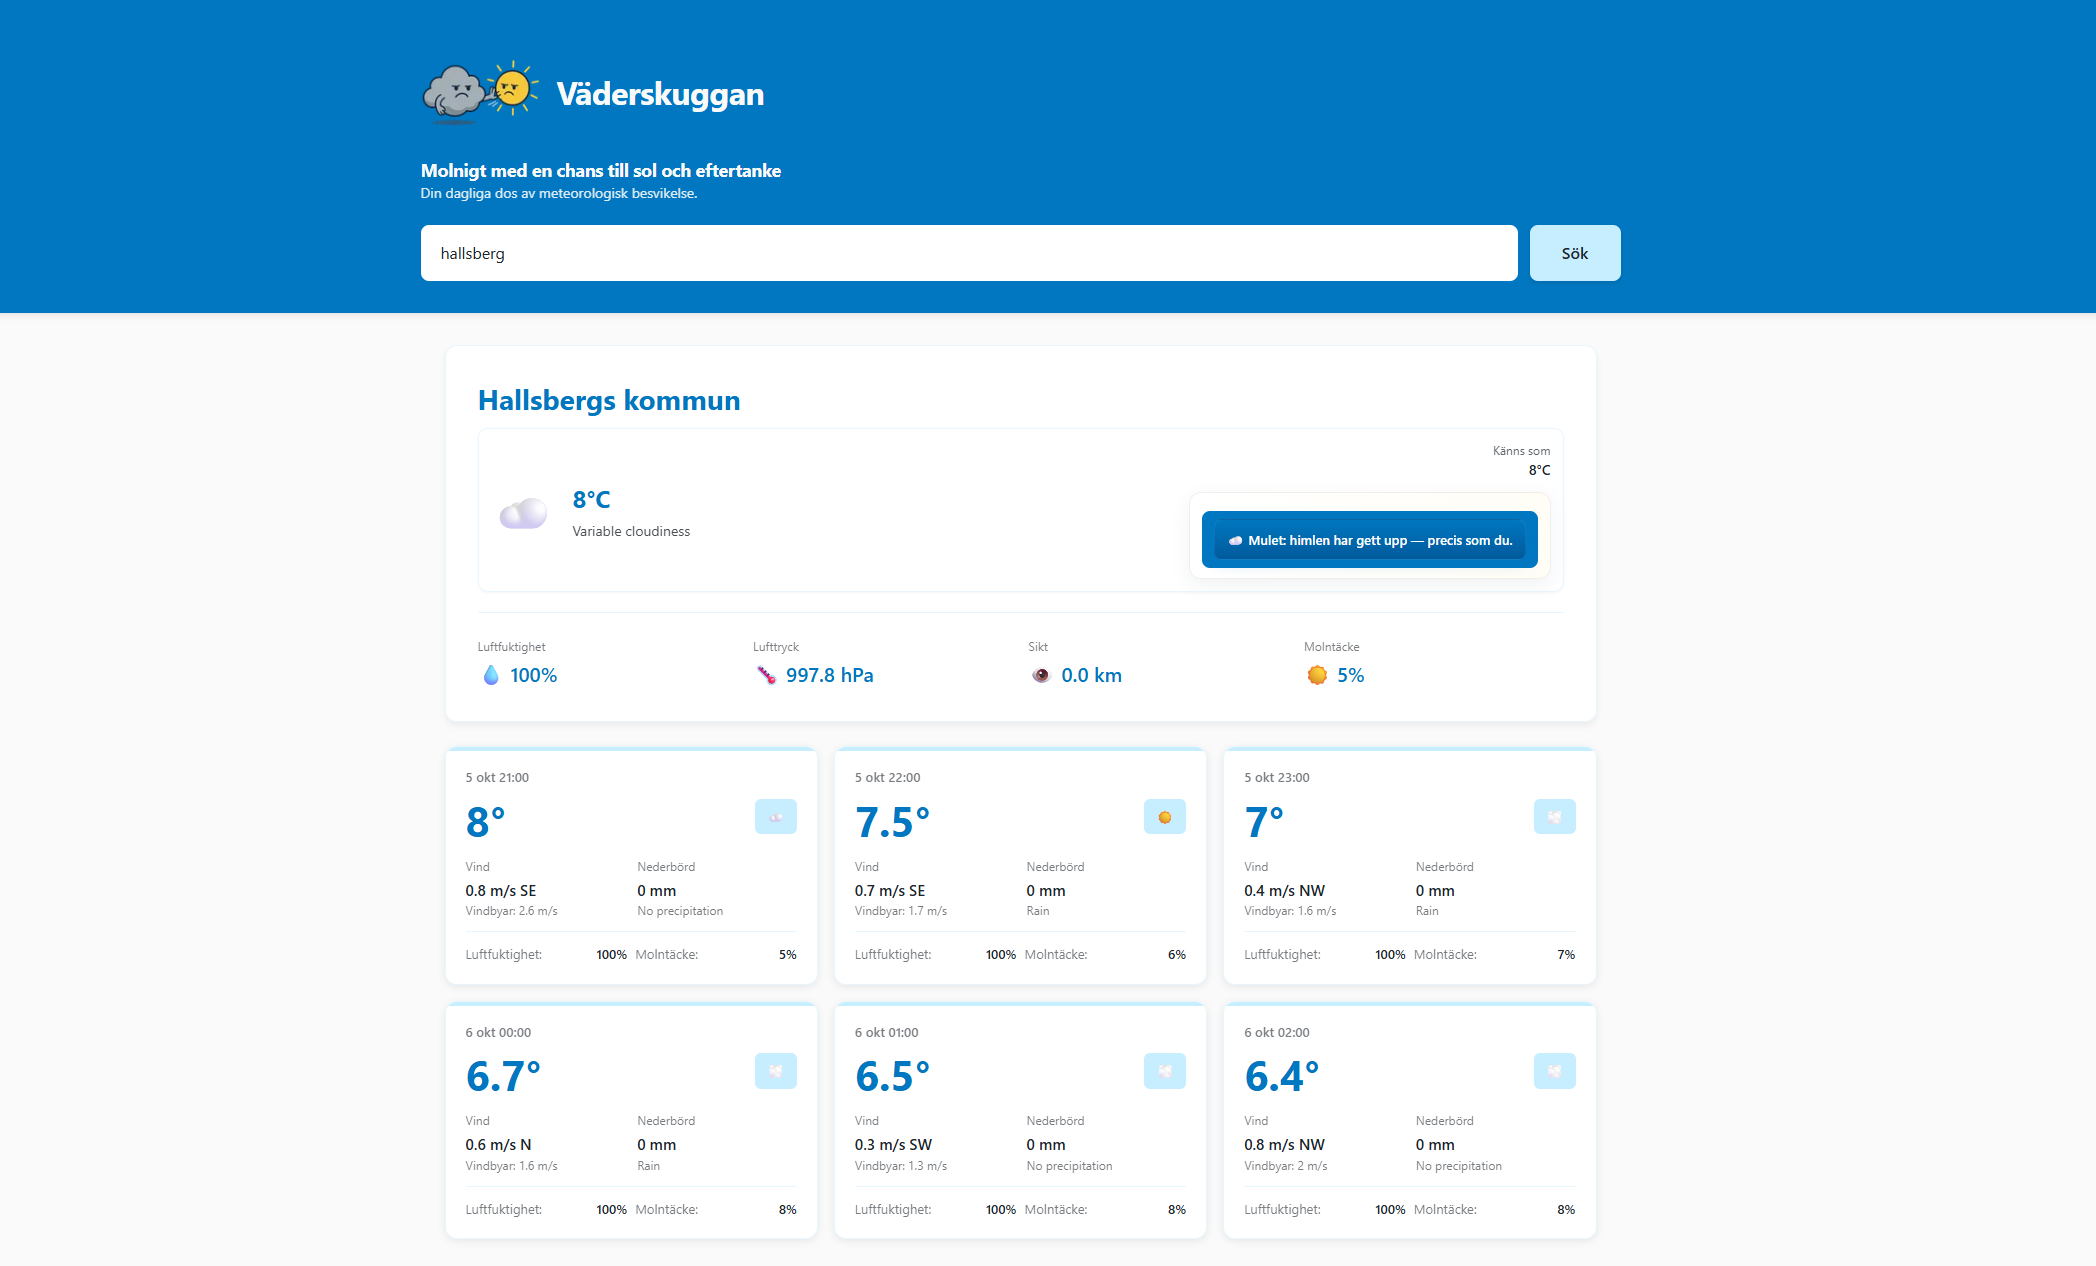 Väderskuggan
Molnigt med en chans till sol och eftertanke
Din dagliga dos av meteorologisk besvikelse.
hallsberg
Sök
Hallsbergs kommun
Känns som
8°C
8°C
Variable cloudiness
Mulet: himlen har gett upp — precis som du.
Luftfuktighet
100%
Lufttryck
997.8 hPa
Sikt
0.0 km
Molntäcke
5%
5 okt 21:00
8°
Vind
0.8 m/s SE
Vindbyar: 2.6 m/s
Nederbörd
0 mm
No precipitation
Luftfuktighet: 100% Molntäcke: 5%
5 okt 22:00
7.5°
Vind
0.7 m/s SE
Vindbyar: 1.7 m/s
Nederbörd
0 mm
Rain
Luftfuktighet: 100% Molntäcke: 6%
5 okt 23:00
7°
Vind
0.4 m/s NW
Vindbyar: 1.6 m/s
Nederbörd
0 mm
Rain
Luftfuktighet: 100% Molntäcke: 7%
6 okt 00:00
6.7°
Vind
0.6 m/s N
Vindbyar: 1.6 m/s
Nederbörd
0 mm
Rain
Luftfuktighet: 100% Molntäcke: 8%
6 okt 01:00
6.5°
Vind
0.3 m/s SW
Vindbyar: 1.3 m/s
Nederbörd
0 mm
No precipitation
Luftfuktighet: 100% Molntäcke: 8%
6 okt 02:00
6.4°
Vind
0.8 m/s NW
Vindbyar: 2 m/s
Nederbörd
0 mm
No precipitation
Luftfuktighet: 100% Molntäcke: 8%